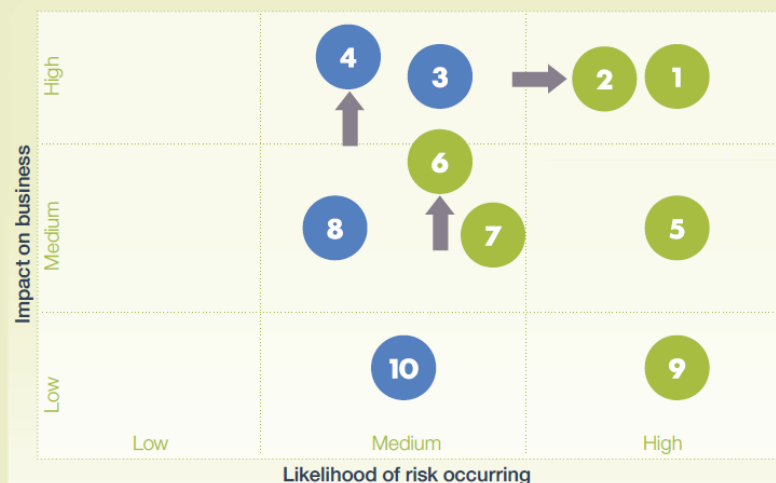 High
4
3
2
1
6
Medium
8
7
5
Low
10
9
Low
Medium
High
Impact on business
Likelihood of risk occurring